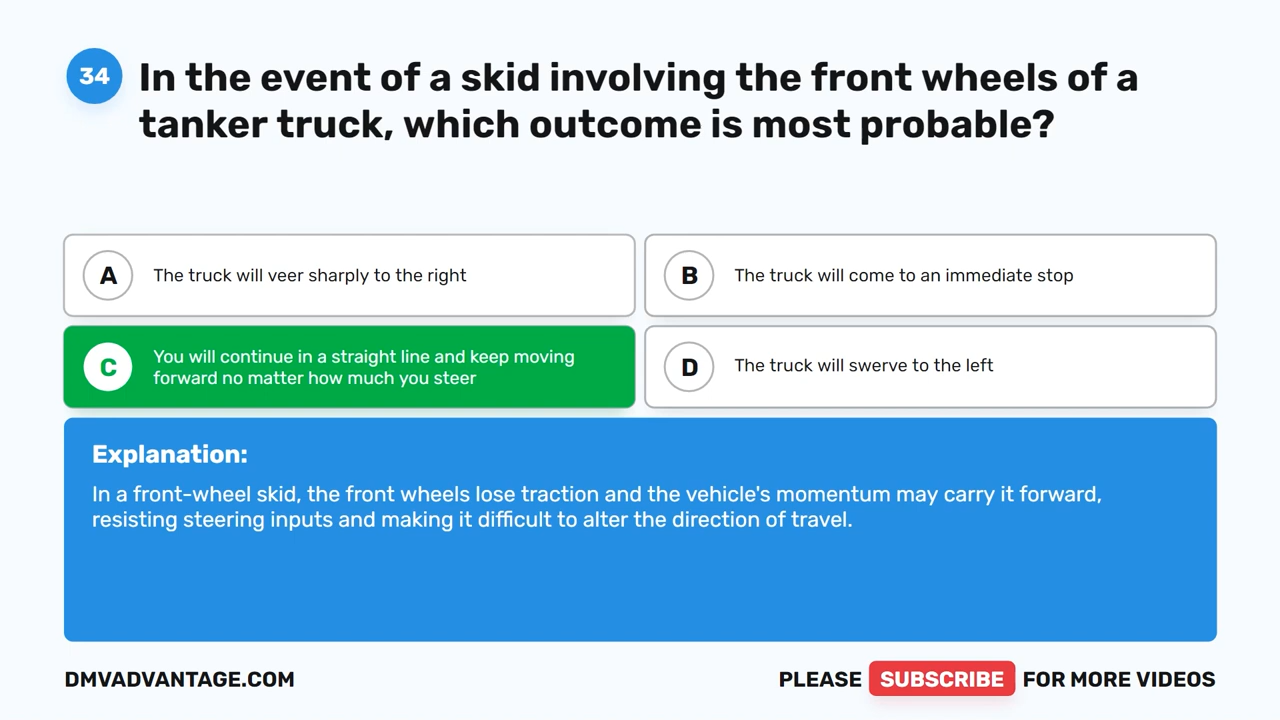 34
In the event of a skid involving the front wheels of a
tanker truck, which outcome is most probable?
A
The truck will veer sharply to the right
B
The truck will come to an immediate stop
C
You will continue in a straight line and keep moving
forward no matter how much you steer
D
The truck will swerve to the left
Explanation:
In a front-wheel skid, the front wheels lose traction and the vehicle's momentum may carry it forward,
resisting steering inputs and making it difficult to alter the direction of travel.
DMVADVANTAGE.COM
PLEASE SUBSCRIBE FOR MORE VIDEOS